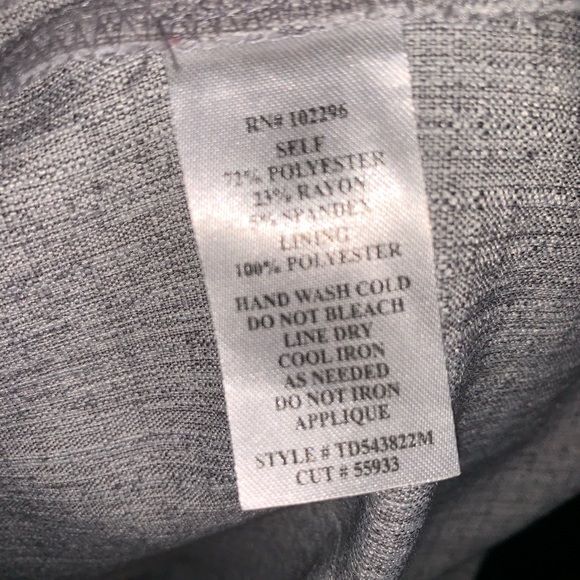 RN# 102296
SELF
72% POLYESTER
23% RAYON
5% SPANDEX
LINING
100% POLYESTER
HAND WASH COLD
DO NOT BLEACH
LINE DRY
COOL IRON
AS NEEDED
DO NOT IRON
APPLIQUE
STYLE # TD543822M
CUT # 55933